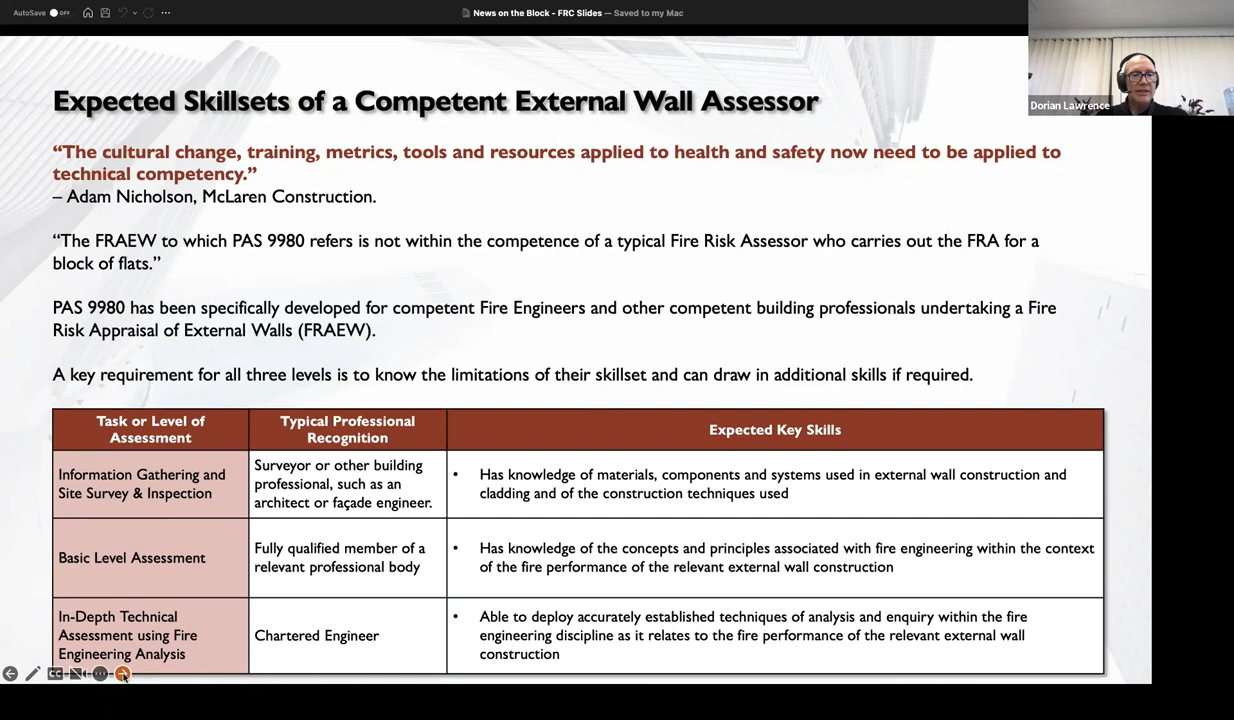 AutoSave OFF
News on the Block - FRC Slides — Saved to my Mac
Dorian Lawrence
Expected Skillsets of a Competent External Wall Assessor
“The cultural change, training, metrics, tools and resources applied to health and safety now need to be applied to
technical competency.”
– Adam Nicholson, McLaren Construction.
“The FRAEW to which PAS 9980 refers is not within the competence of a typical Fire Risk Assessor who carries out the FRA for a
block of flats.”
PAS 9980 has been specifically developed for competent Fire Engineers and other competent building professionals undertaking a Fire
Risk Appraisal of External Walls (FRAEW).
A key requirement for all three levels is to know the limitations of their skillset and can draw in additional skills if required.
Task or Level of
Assessment
Typical Professional
Recognition
Expected Key Skills
Information Gathering and
Site Survey & Inspection
Surveyor or other building
professional, such as an
architect or façade engineer.
• Has knowledge of materials, components and systems used in external wall construction and
cladding and of the construction techniques used
Basic Level Assessment
Fully qualified member of a
relevant professional body
• Has knowledge of the concepts and principles associated with fire engineering within the context
of the fire performance of the relevant external wall construction
In-Depth Technical
Assessment using Fire
Engineering Analysis
Chartered Engineer
• Able to deploy accurately established techniques of analysis and enquiry within the fire
engineering discipline as it relates to the fire performance of the relevant external wall
construction
CC